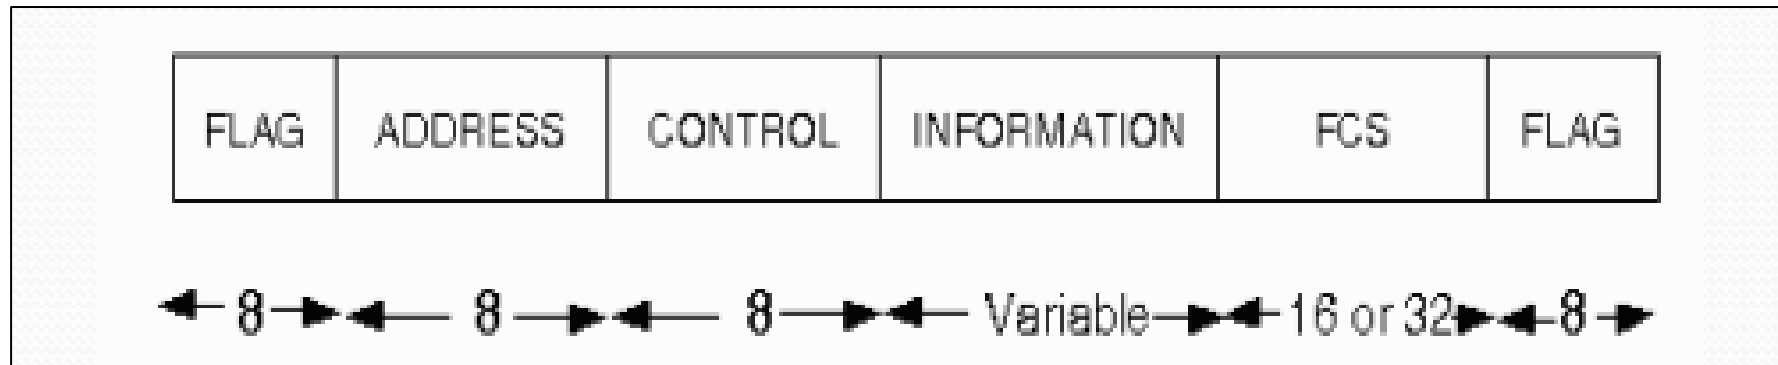 FLAG ADDRESS CONTROL INFORMATION FCS FLAG
8 8 8 Variable 16 or 32 8